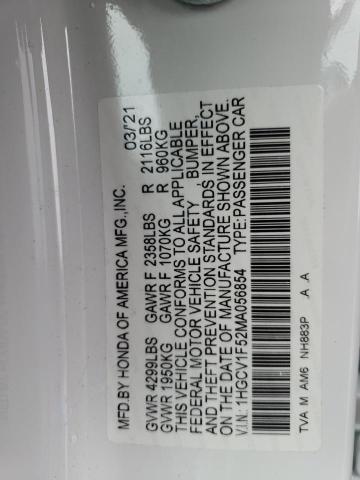 MFD.BY HONDA OF AMERICA MFG.,INC. 03/'21
GVWR 4299LBS GAWR F 2358LBS R 2116LBS
GVWR 1950KG GAWR F 1070KG R 960KG
THIS VEHICLE CONFORMS TO ALL APPLICABLE
FEDERAL MOTOR VEHICLE SAFETY , BUMPER,
AND THEFT PREVENTION STANDARDS IN EFFECT
ON THE DATE OF MANUFACTURE SHOWN ABOVE.
V.I.N: 1HGCV1F52MA056854 TYPE:PASSENGER CAR
TVA M AM6 NH883P A A